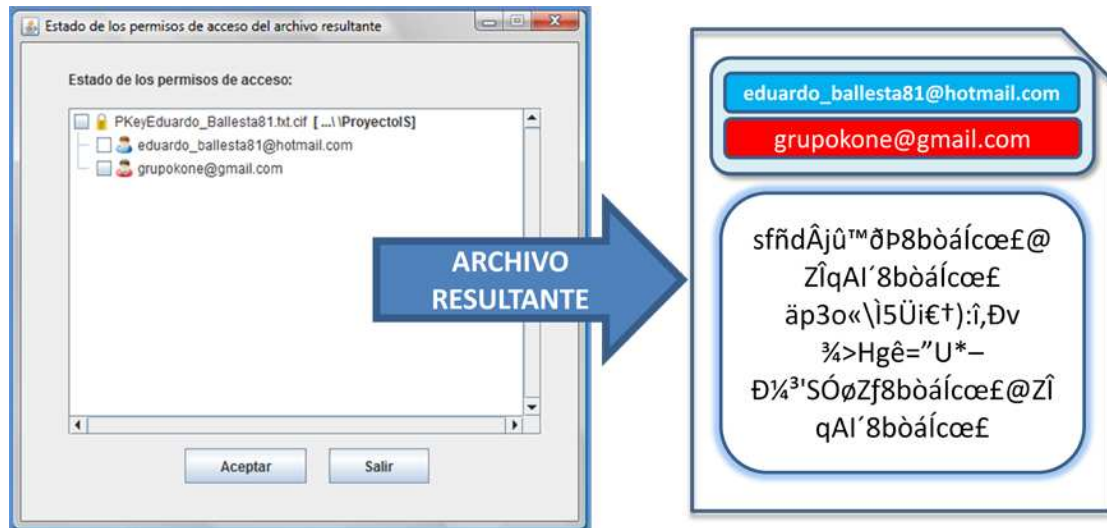 Estado de los permisos de acceso del archivo resultante
Estado de los permisos de acceso:
PKeyEduardo_Ballesta81.txt.cif [ ...\ \ProyectoIS]
eduardo_ballesta81@hotmail.com
grupokone@gmail.com
Aceptar
Salir
ARCHIVO
RESULTANTE
eduardo_ballesta81@hotmail.com
grupokone@gmail.com
sfñdÂjû™ðÞ8bòáÍcœ£@
ZÎqAI´8bòáÍcœ£
äp3o«\Ì5Üi€†):î,Ðv
¾>Hgê=”U*–
Ð¼³'SÓøZƒ8bòáÍcœ£@ZÎ
qAI´8bòáÍcœ£